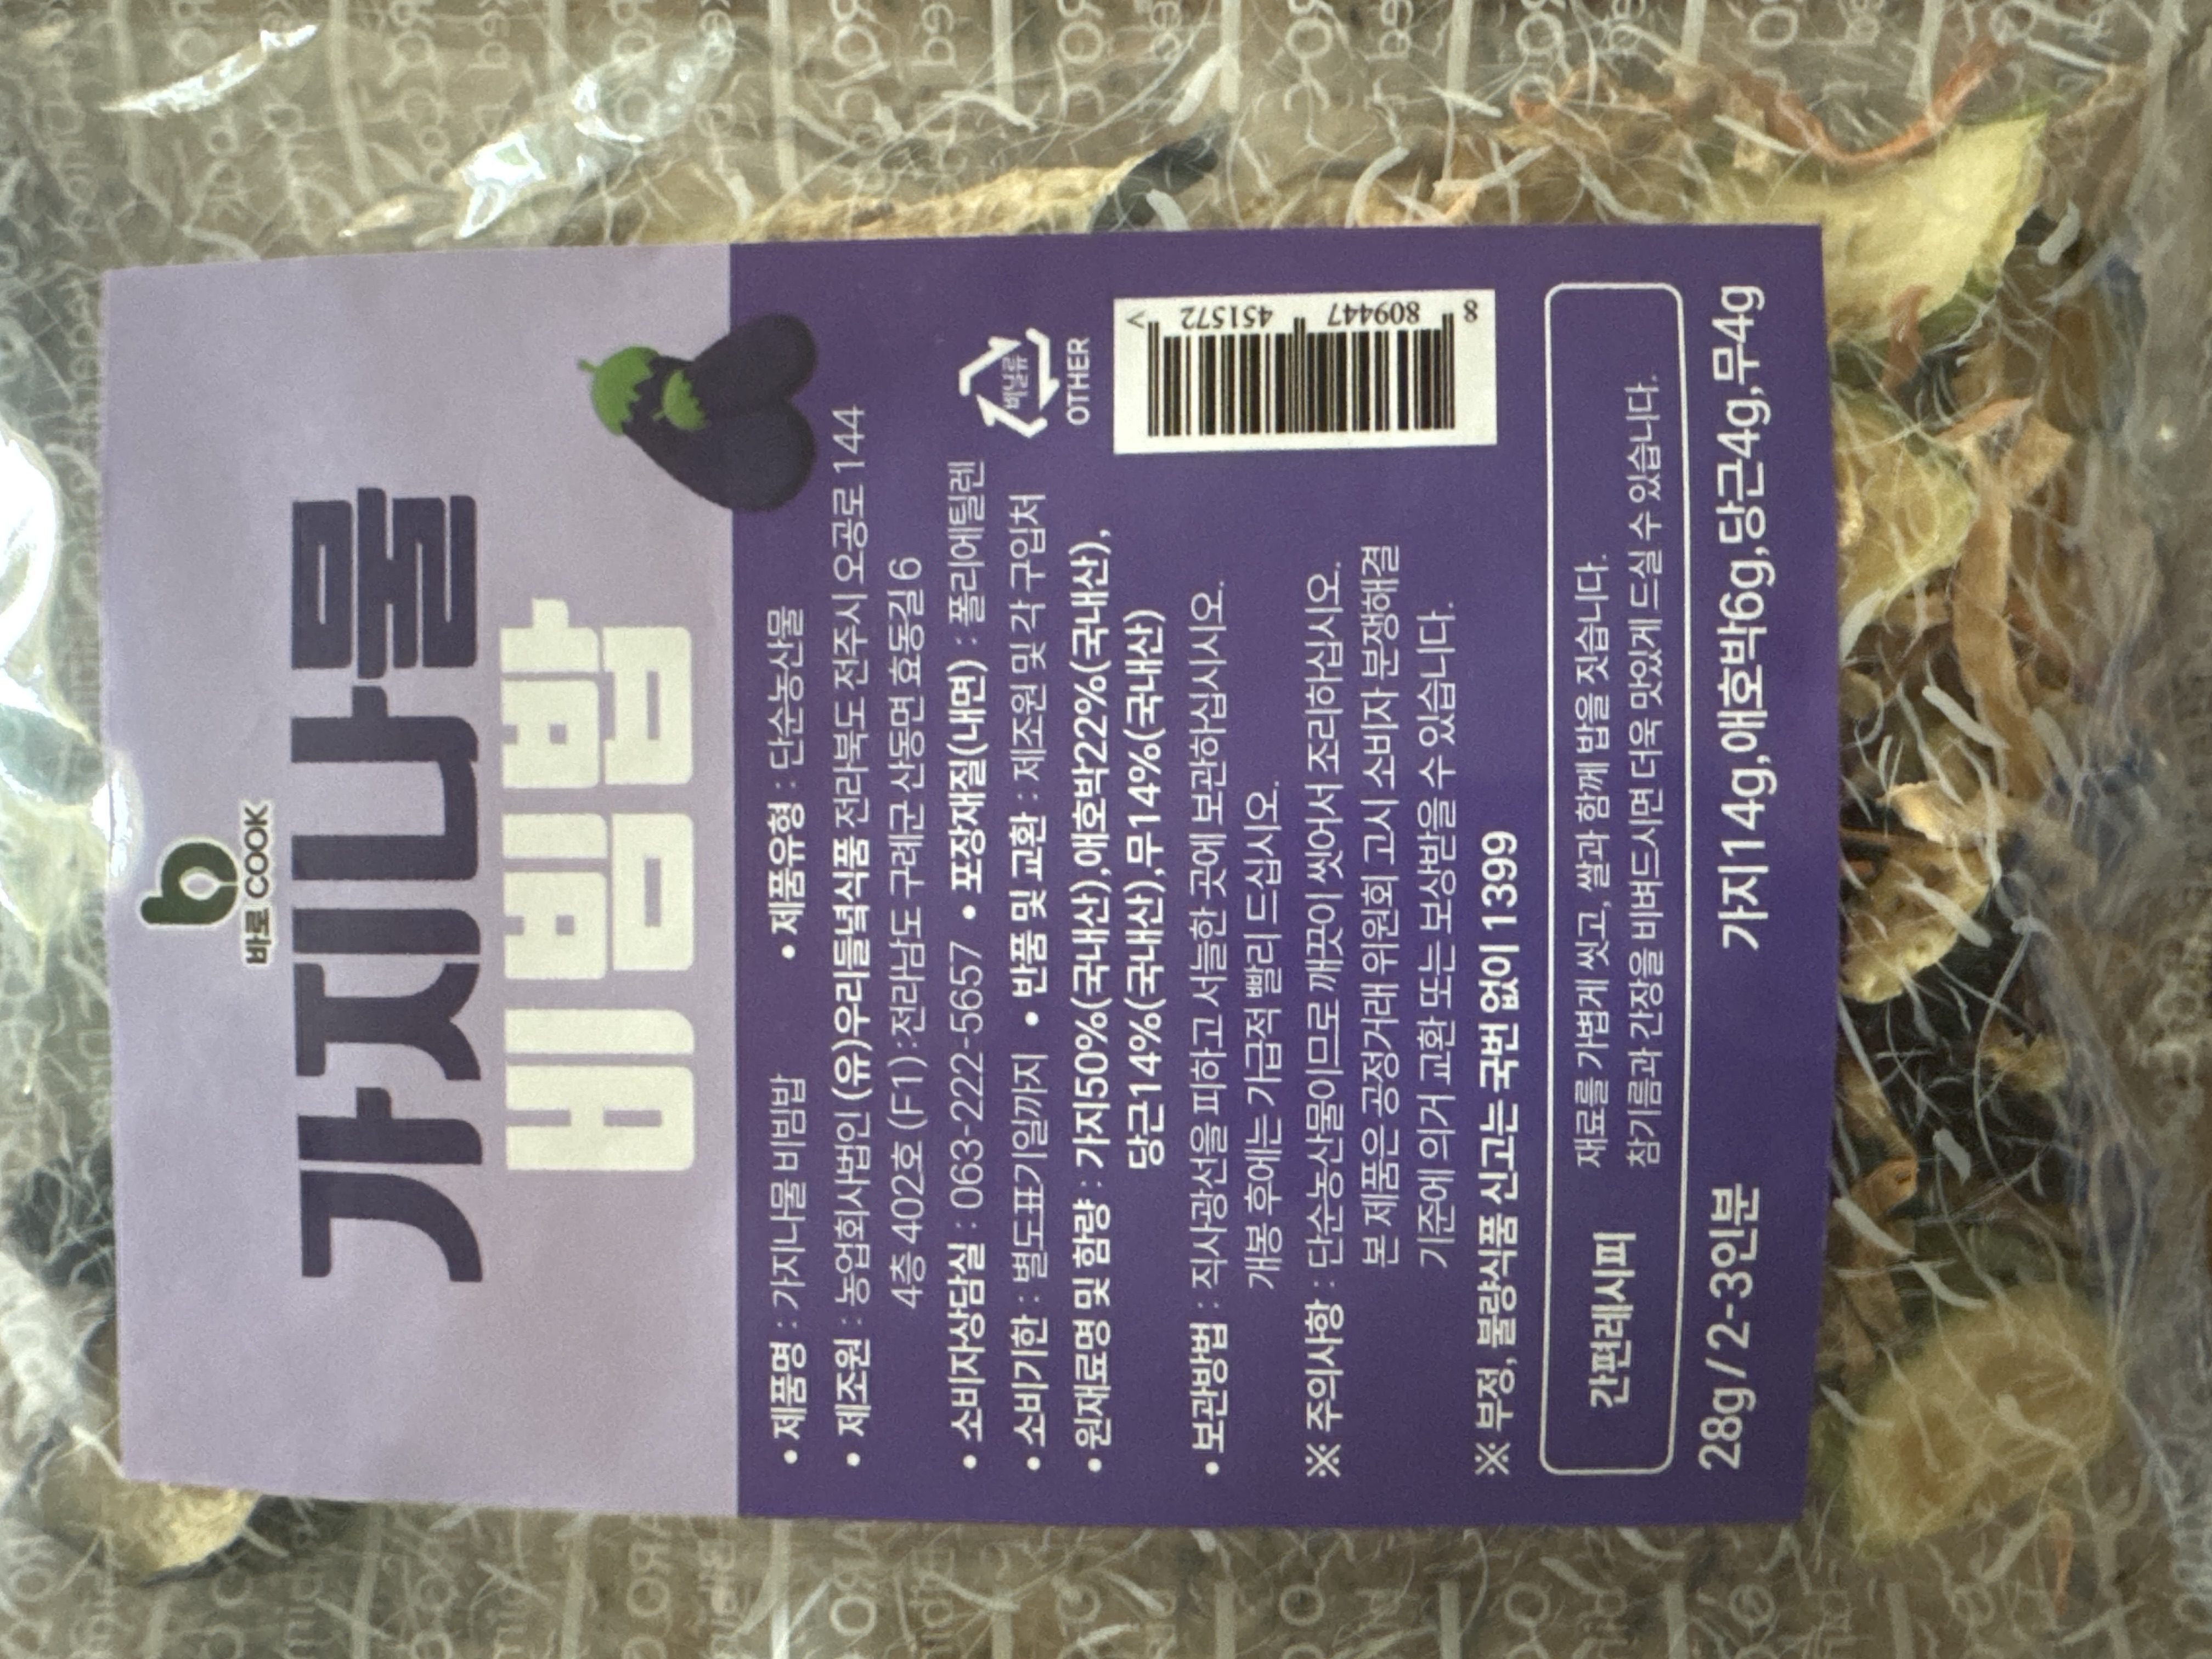 바로 COOK
가지나물
비빔밥
• 제품명 : 가지나물 비빔밥 • 제품유형 : 단순농산물
• 제조원 : 농업회사법인 (유)우리들녘식품 전라북도 전주시 오공로 144
4층 402호 (F1):전라남도 구례군 산동면 효동길 6
• 소비자상담실 : 063-222-5657 • 포장재질(내면) : 폴리에틸렌
• 소비기한 : 별도표기일까지 • 반품 및 교환 : 제조원 및 각 구입처
• 원재료명 및 함량 : 가지50%(국내산),애호박22%(국내산),
당근14%(국내산),무14%(국내산)
• 보관방법 : 직사광선을 피하고 서늘한 곳에 보관하십시오.
개봉 후에는 가급적 빨리 드십시오.
※ 주의사항 : 단순농산물이므로 깨끗이 씻어서 조리하십시오.
본 제품은 공정거래 위원회 고시 소비자 분쟁해결
기준에 의거 교환 또는 보상받을 수 있습니다.
※ 부정, 불량식품 신고는 국번 없이 1399
비닐류
OTHER
8 809447 451572 >
간편레시피
재료를 가볍게 씻고, 쌀과 함께 밥을 짓습니다.
참기름과 간장을 비벼드시면 더욱 맛있게 드실 수 있습니다.
28g / 2-3인분 가지14g,애호박6g,당근4g,무4g